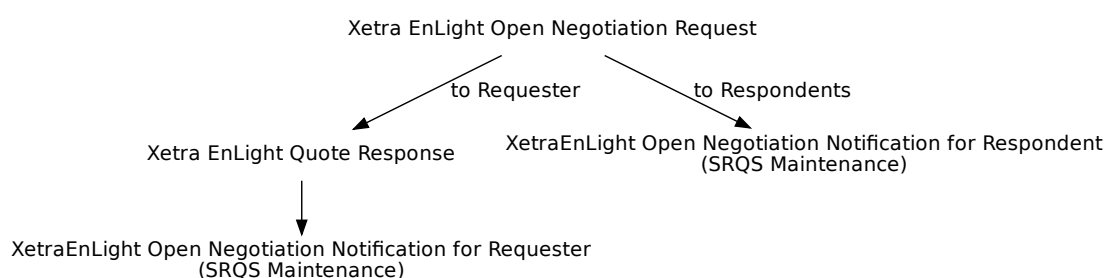 Xetra EnLight Open Negotiation Request
to Requester
to Respondents
Xetra EnLight Quote Response
XetraEnLight Open Negotiation Notification for Respondent
(SRQS Maintenance)
XetraEnLight Open Negotiation Notification for Requester
(SRQS Maintenance)